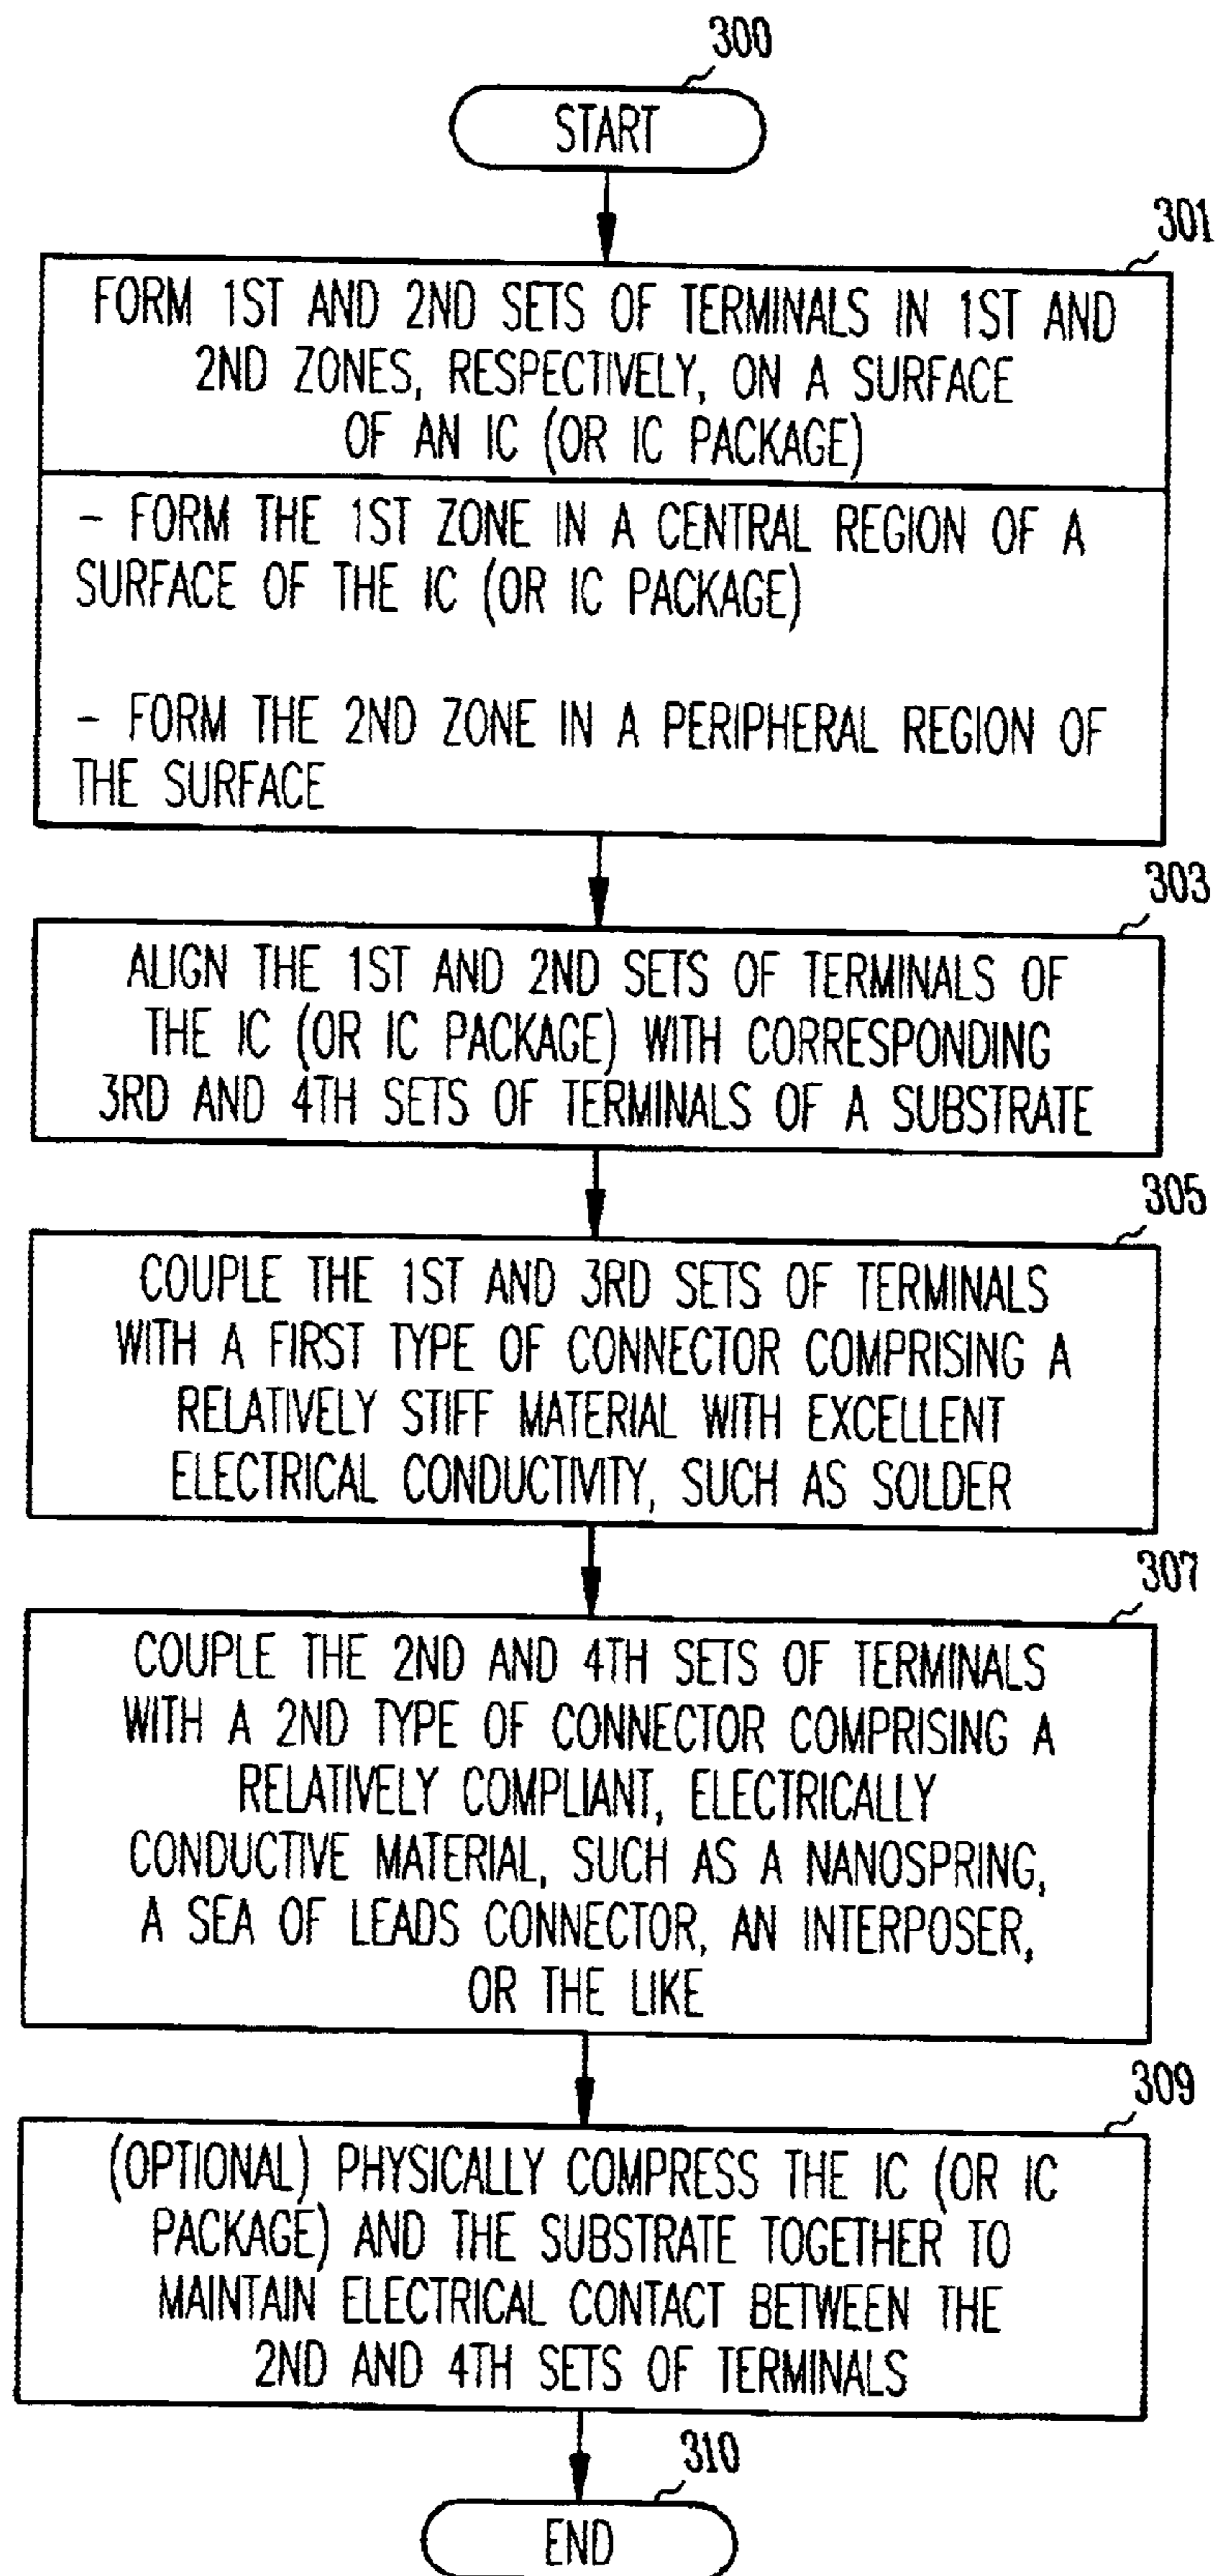 300
START
301
FORM 1ST AND 2ND SETS OF TERMINALS IN 1ST AND
2ND ZONES, RESPECTIVELY, ON A SURFACE
OF AN IC (OR IC PACKAGE)
– FORM THE 1ST ZONE IN A CENTRAL REGION OF A
SURFACE OF THE IC (OR IC PACKAGE)
– FORM THE 2ND ZONE IN A PERIPHERAL REGION OF
THE SURFACE
303
ALIGN THE 1ST AND 2ND SETS OF TERMINALS OF
THE IC (OR IC PACKAGE) WITH CORRESPONDING
3RD AND 4TH SETS OF TERMINALS OF A SUBSTRATE
305
COUPLE THE 1ST AND 3RD SETS OF TERMINALS
WITH A FIRST TYPE OF CONNECTOR COMPRISING A
RELATIVELY STIFF MATERIAL WITH EXCELLENT
ELECTRICAL CONDUCTIVITY, SUCH AS SOLDER
307
COUPLE THE 2ND AND 4TH SETS OF TERMINALS
WITH A 2ND TYPE OF CONNECTOR COMPRISING A
RELATIVELY COMPLIANT, ELECTRICALLY
CONDUCTIVE MATERIAL, SUCH AS A NANOSPRING,
A SEA OF LEADS CONNECTOR, AN INTERPOSER,
OR THE LIKE
309
(OPTIONAL) PHYSICALLY COMPRESS THE IC (OR IC
PACKAGE) AND THE SUBSTRATE TOGETHER TO
MAINTAIN ELECTRICAL CONTACT BETWEEN THE
2ND AND 4TH SETS OF TERMINALS
310
END